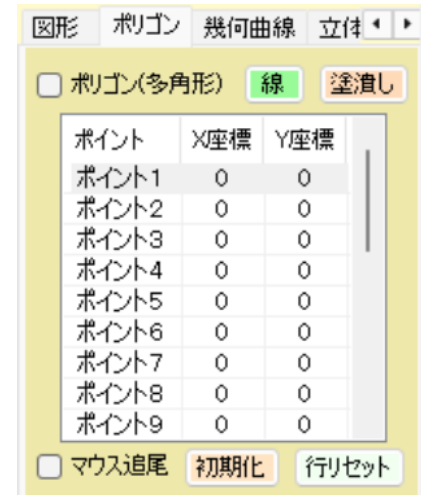 図形 ポリゴン 幾何曲線 立体
ポリゴン(多角形) 線 塗潰し
ポイント X座標 Y座標
ポイント1 0 0
ポイント2 0 0
ポイント3 0 0
ポイント4 0 0
ポイント5 0 0
ポイント6 0 0
ポイント7 0 0
ポイント8 0 0
ポイント9 0 0
マウス追尾 初期化 行リセット